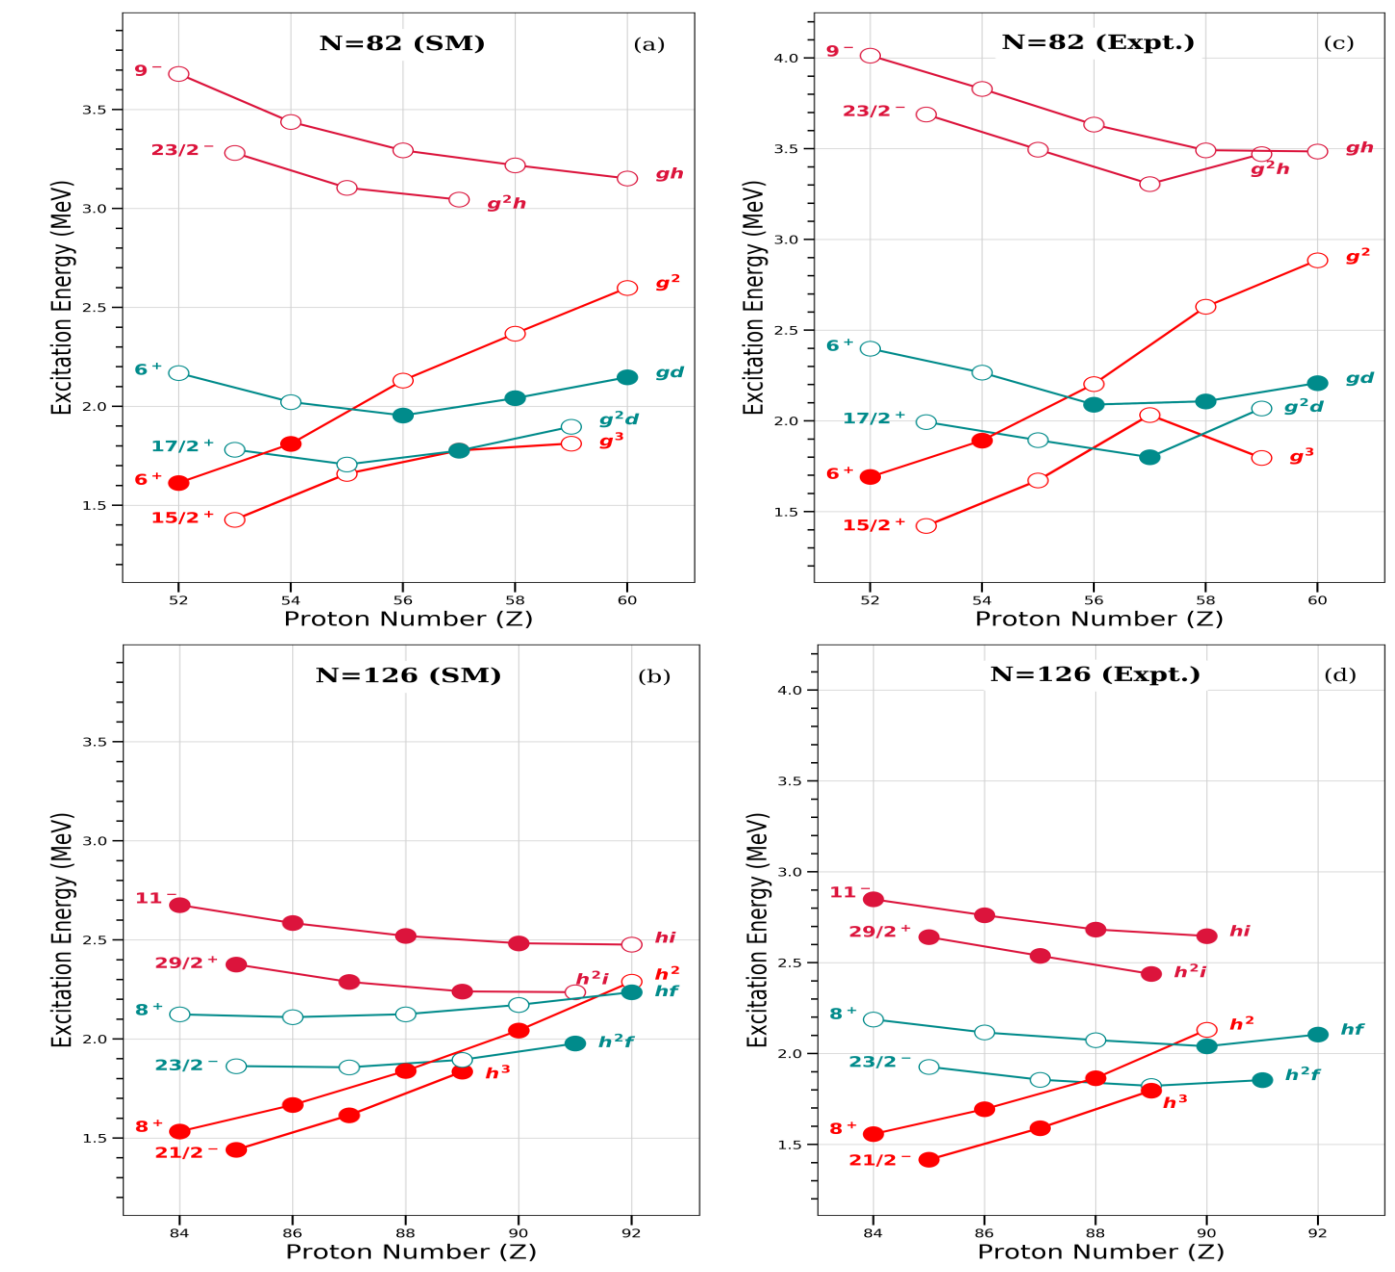 N=82 (SM)
(a)
Excitation Energy (MeV)
3.5
3.0
2.5
2.0
1.5
9⁻
23/2⁻
gh
g²h
g²
6⁺
gd
17/2⁺
g²d
g³
6⁺
15/2⁺
52
54
56
58
60
Proton Number (Z)
N=82 (Expt.)
(c)
Excitation Energy (MeV)
4.0
3.5
3.0
2.5
2.0
1.5
9⁻
23/2⁻
gh
g²h
g²
6⁺
gd
g²d
17/2⁺
g³
6⁺
15/2⁺
52
54
56
58
60
Proton Number (Z)
N=126 (SM)
(b)
Excitation Energy (MeV)
3.5
3.0
2.5
2.0
1.5
11⁻
hi
29/2⁺
h²i
h²
hf
8⁺
23/2⁻
h²f
h³
8⁺
21/2⁻
84
86
88
90
92
Proton Number (Z)
N=126 (Expt.)
(d)
Excitation Energy (MeV)
4.0
3.5
3.0
2.5
2.0
1.5
11⁻
29/2⁺
hi
h²i
8⁺
h²
hf
23/2⁻
h²f
h³
8⁺
21/2⁻
84
86
88
90
92
Proton Number (Z)